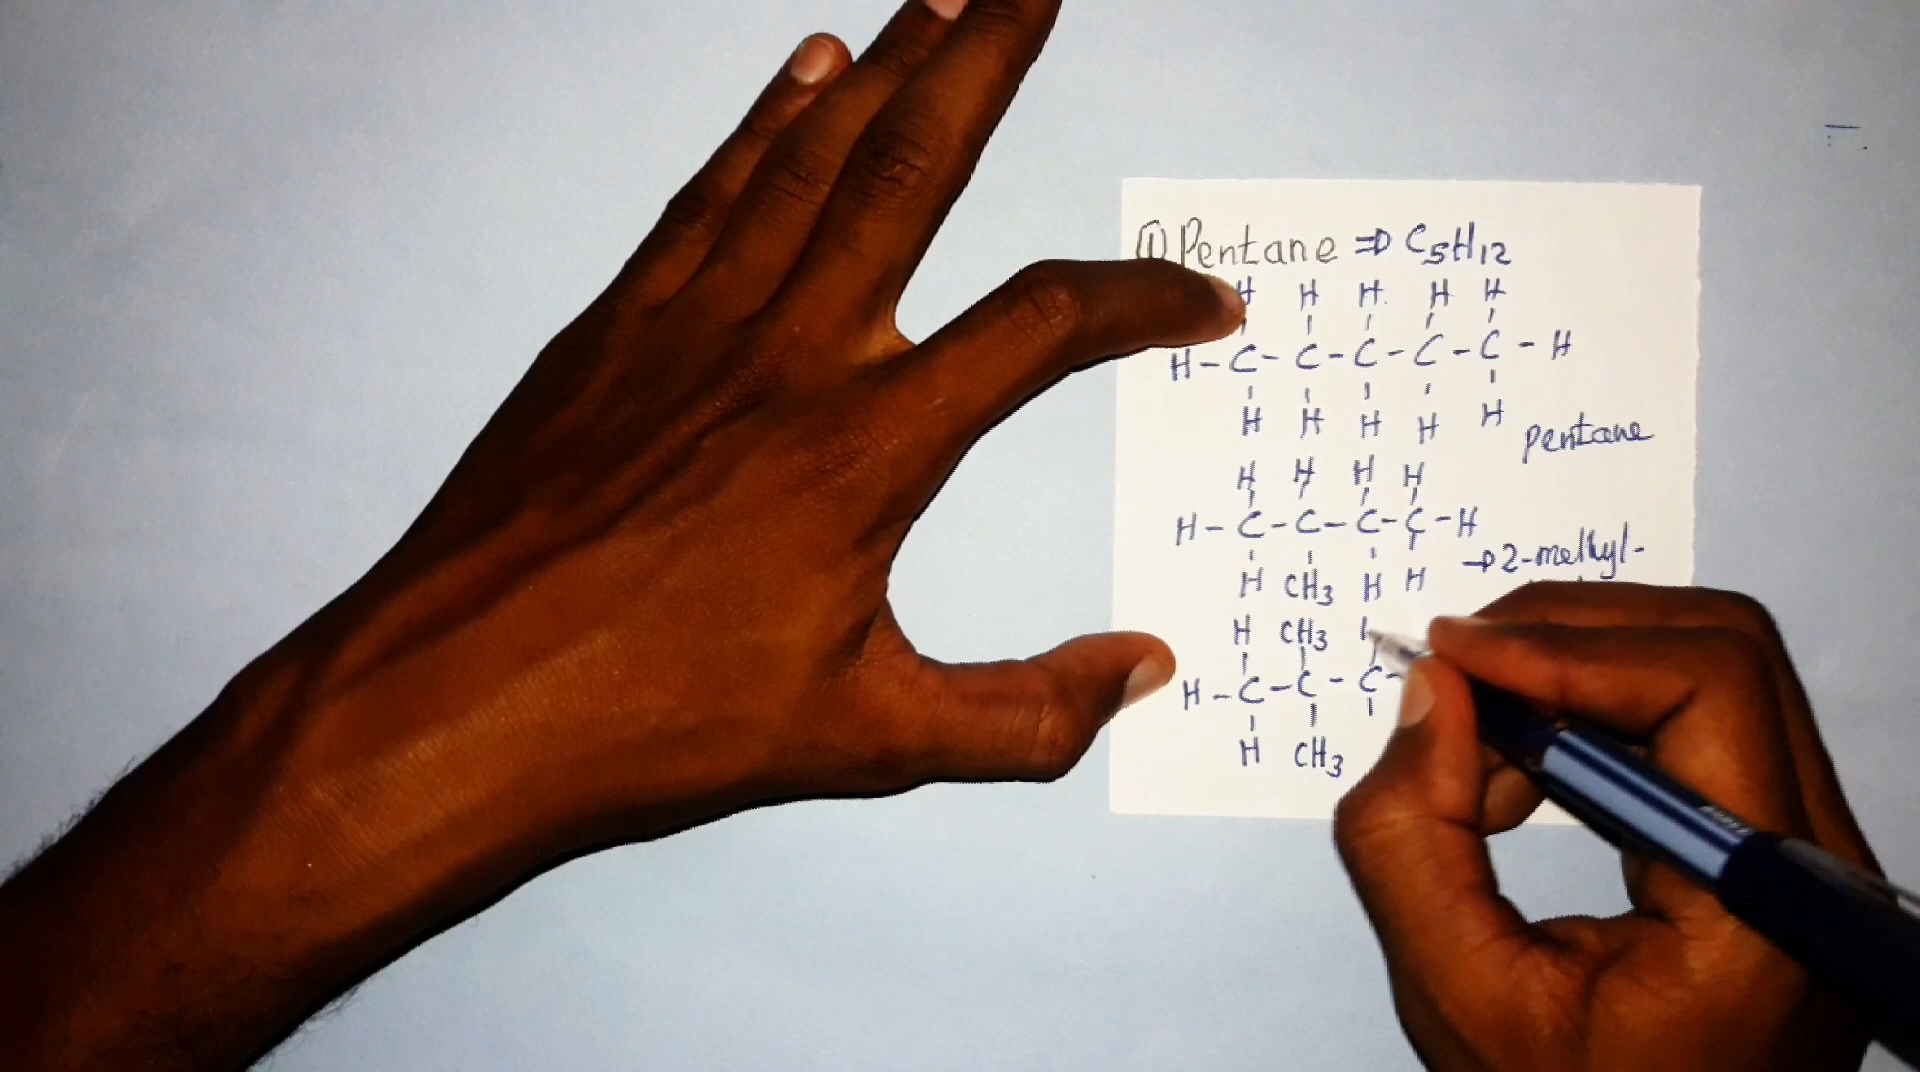 ① Pentane ⇒ C5H12
H H H H H
H-C-C-C-C-C-H
H H H H H
pentane
H H H H
H-C-C-C-C-H
→2-methyl-
H CH3 H H
H CH3
H-C-C-C-
H CH3